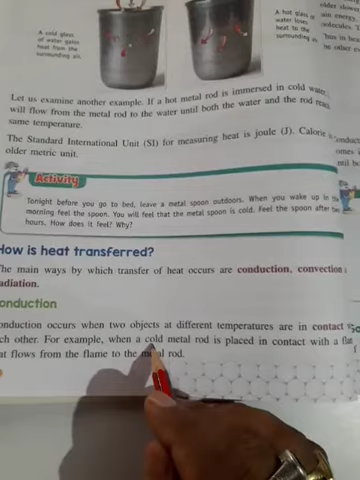 A cold glass
of water gains
heat from the
surrounding air.
A hot glass of
water loses
heat to the
surrounding
Let us examine another example. If a hot metal rod is immersed in cold water,
will flow from the metal rod to the water until both the water and the rod
same temperature.
The Standard International Unit (SI) for measuring heat is joule (J). Calorie
older metric unit.
Activity
Tonight before you go to bed, leave a metal spoon outdoors. When you wake up in
morning feel the spoon. You will feel that the metal spoon is cold. Feel the spoon after
hours. How does it feel? Why?
How is heat transferred?
The main ways by which transfer of heat occurs are conduction, convection
adiation.
onduction
onduction occurs when two objects at different temperatures are in contact
ch other. For example, when a cold metal rod is placed in contact with a
at flows from the flame to the metal rod.